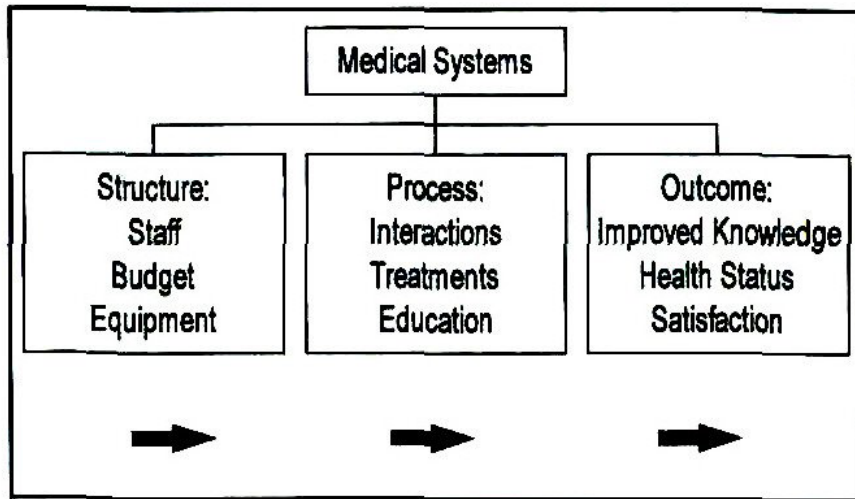 Medical Systems
Structure:
Staff
Budget
Equipment
Process:
Interactions
Treatments
Education
Outcome:
Improved Knowledge
Health Status
Satisfaction